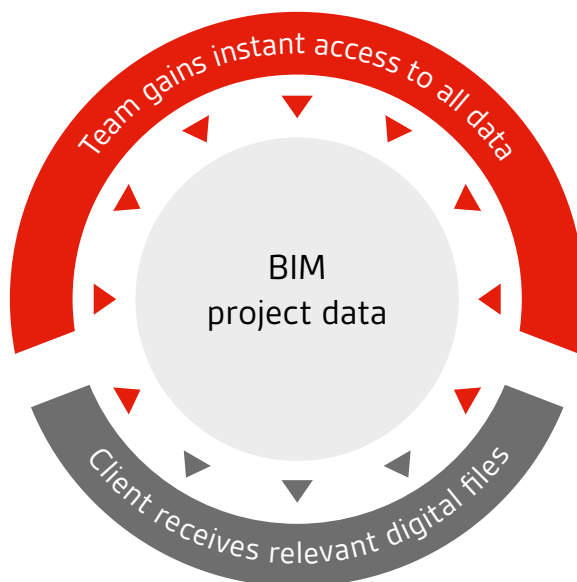 Team gains instant access to all data
BIM
project data
Client receives relevant digital files